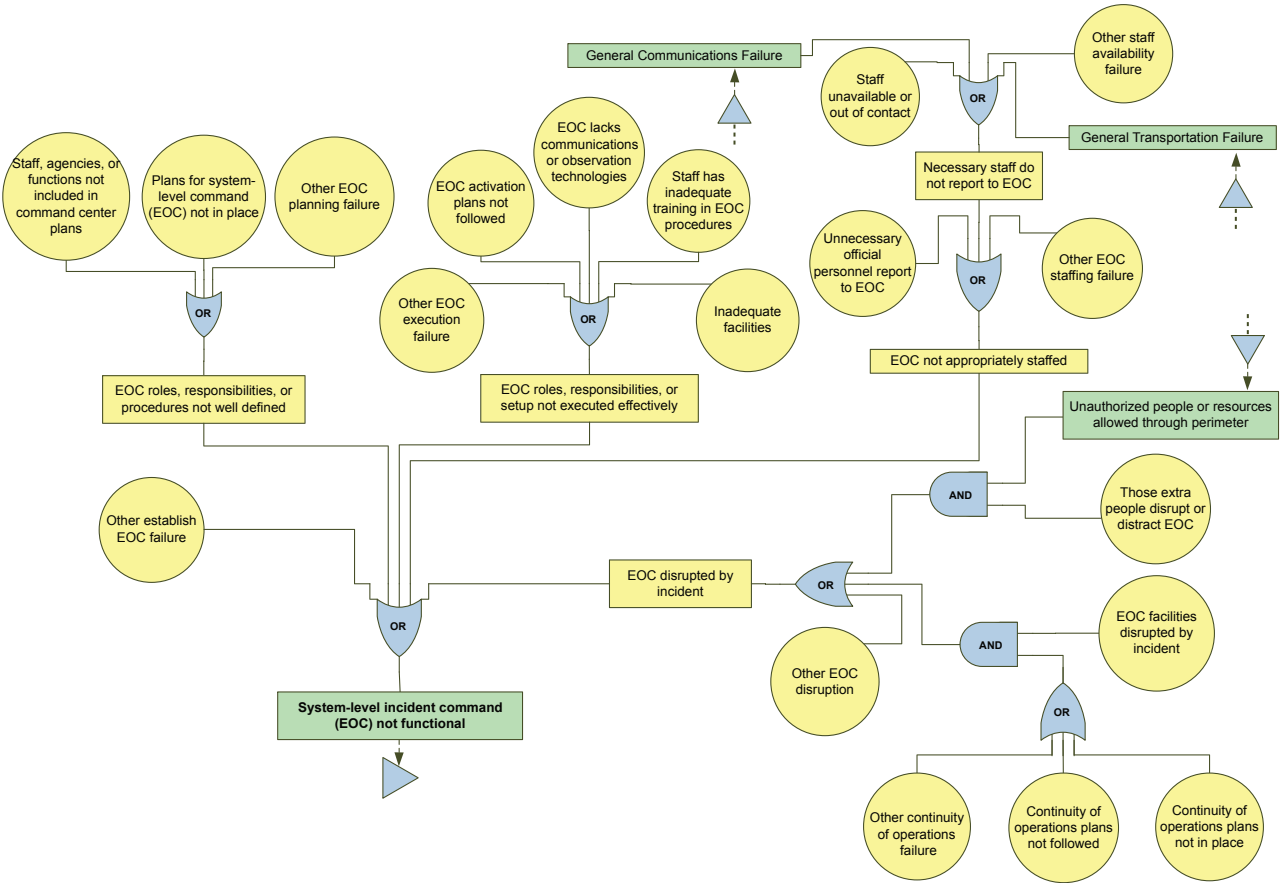 General Communications Failure
Other staff
availability
failure
Staff
unavailable or
out of contact
OR
General Transportation Failure
EOC lacks
communications
or observation
technologies
Staff, agencies, or
functions not
included in
command center
plans
Plans for system-
level command
(EOC) not in place
Other EOC
planning failure
EOC activation
plans not
followed
Staff has
inadequate
training in EOC
procedures
Necessary staff do
not report to EOC
Unnecessary
official
personnel report
to EOC
OR
Other EOC
staffing failure
OR
Other EOC
execution
failure
OR
Inadequate
facilities
EOC not appropriately staffed
EOC roles, responsibilities, or
procedures not well defined
EOC roles, responsibilities, or
setup not executed effectively
Unauthorized people or resources
allowed through perimeter
AND
Those extra
people disrupt or
distract EOC
Other establish
EOC failure
EOC disrupted by
incident
OR
OR
AND
EOC facilities
disrupted by
incident
Other EOC
disruption
System-level incident command
(EOC) not functional
OR
Other continuity
of operations
failure
Continuity of
operations plans
not followed
Continuity of
operations plans
not in place